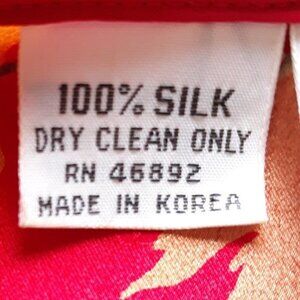 100% SILK
DRY CLEAN ONLY
RN 46892
MADE IN KOREA